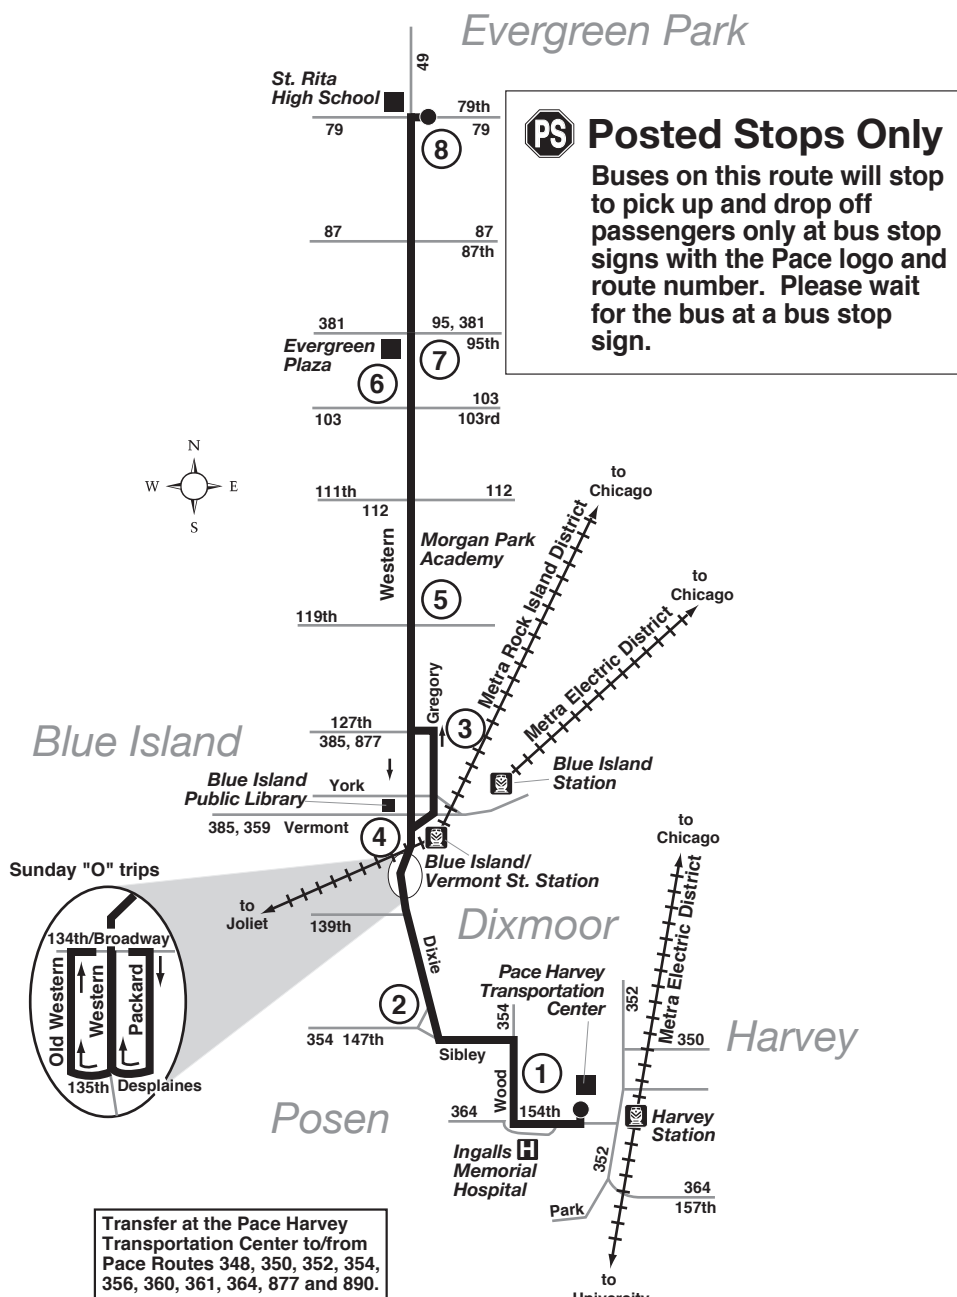 Evergreen Park
49
St. Rita
High School
79th
79
79
8
PS Posted Stops Only
Buses on this route will stop
to pick up and drop off
passengers only at bus stop
signs with the Pace logo and
route number.  Please wait
for the bus at a bus stop
sign.
87
87
87th
381
95, 381
95th
Evergreen
Plaza
7
6
103
103
103rd
N
W
E
S
111th
112
112
Western
Morgan Park
Academy
5
119th
to
Chicago
Metra Rock Island District
to
Chicago
Metra Electric District
Gregory
3
127th
385, 877
Blue Island
Blue Island
Station
York
Blue Island
Public Library
385, 359
Vermont
4
Blue Island/
Vermont St. Station
to
Joliet
139th
Sunday "O" trips
134th/Broadway
Old Western
Western
Packard
135th
Desplaines
Dixmoor
Dixie
2
354
147th
Sibley
354
Pace Harvey
Transportation
Center
to
Chicago
Metra Electric District
352
350
Harvey
1
Wood
364
154th
Posen
Ingalls
Memorial
Hospital
H
Harvey
Station
352
364
157th
Park
to
University
Transfer at the Pace Harvey
Transportation Center to/from
Pace Routes 348, 350, 352, 354,
356, 360, 361, 364, 877 and 890.